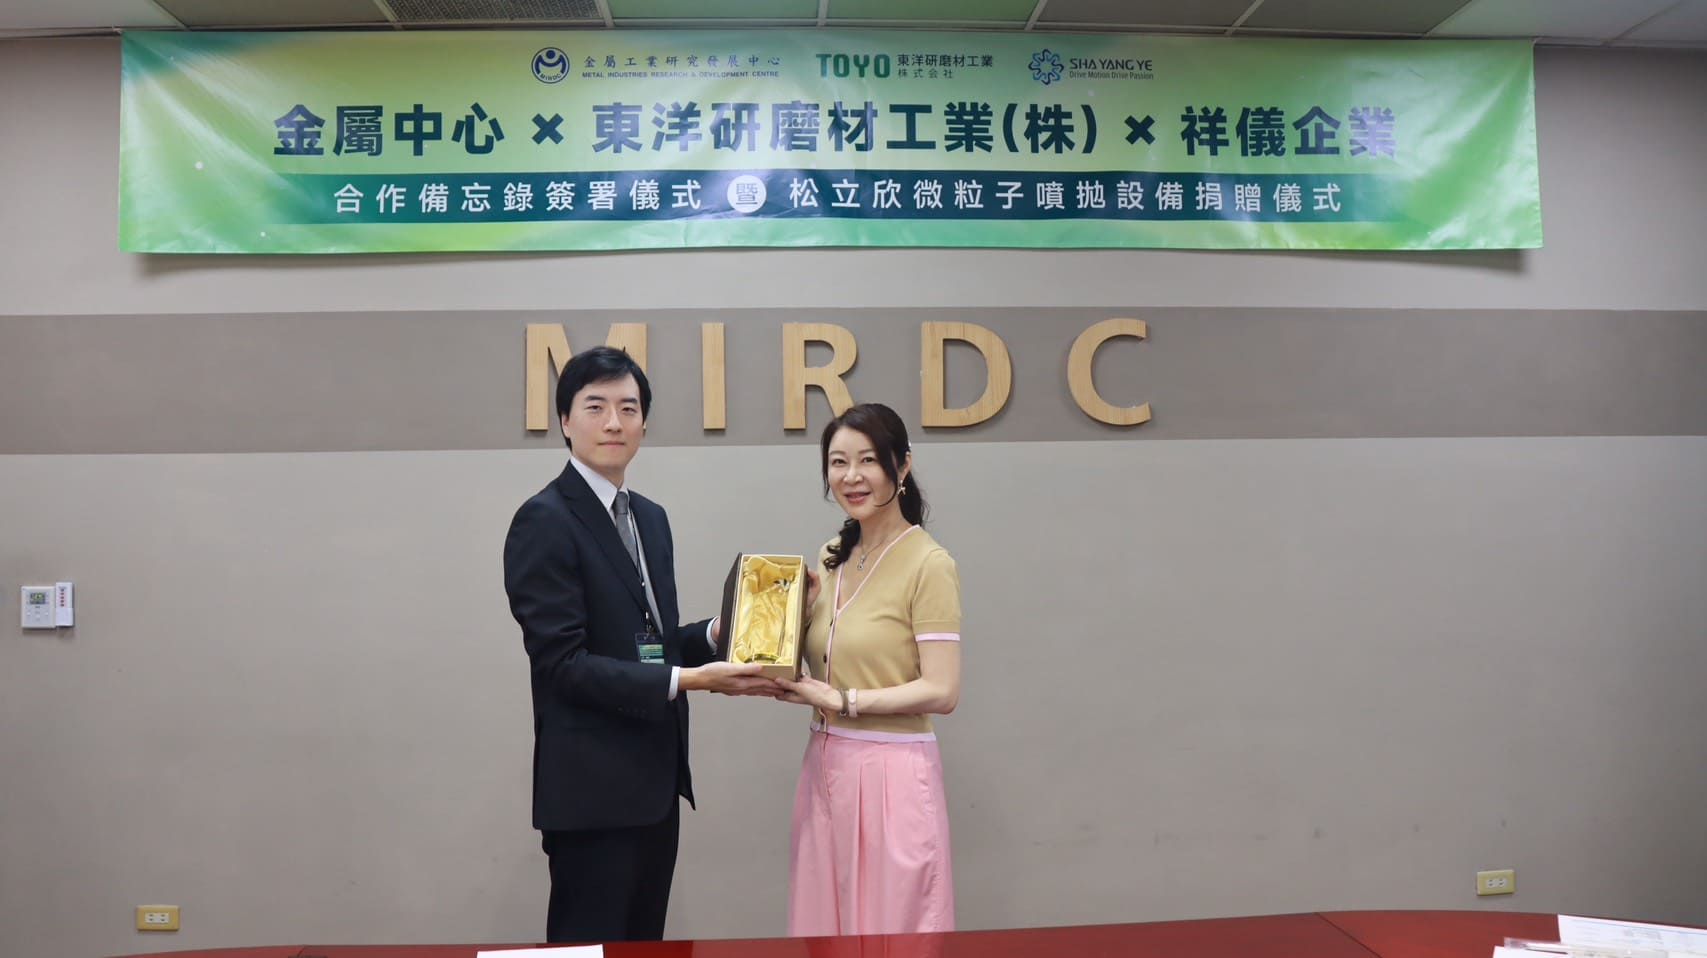 MIRDC 金屬工業研究發展中心
METAL INDUSTRIES RESEARCH & DEVELOPMENT CENTRE
TOYO 東洋研磨材工業
株式会社
SHA YANG YE
Drive Motion Drive Passion
金屬中心 × 東洋研磨材工業(株) × 祥儀企業
合作備忘錄簽署儀式 暨 松立欣微粒子噴拋設備捐贈儀式
MIRDC